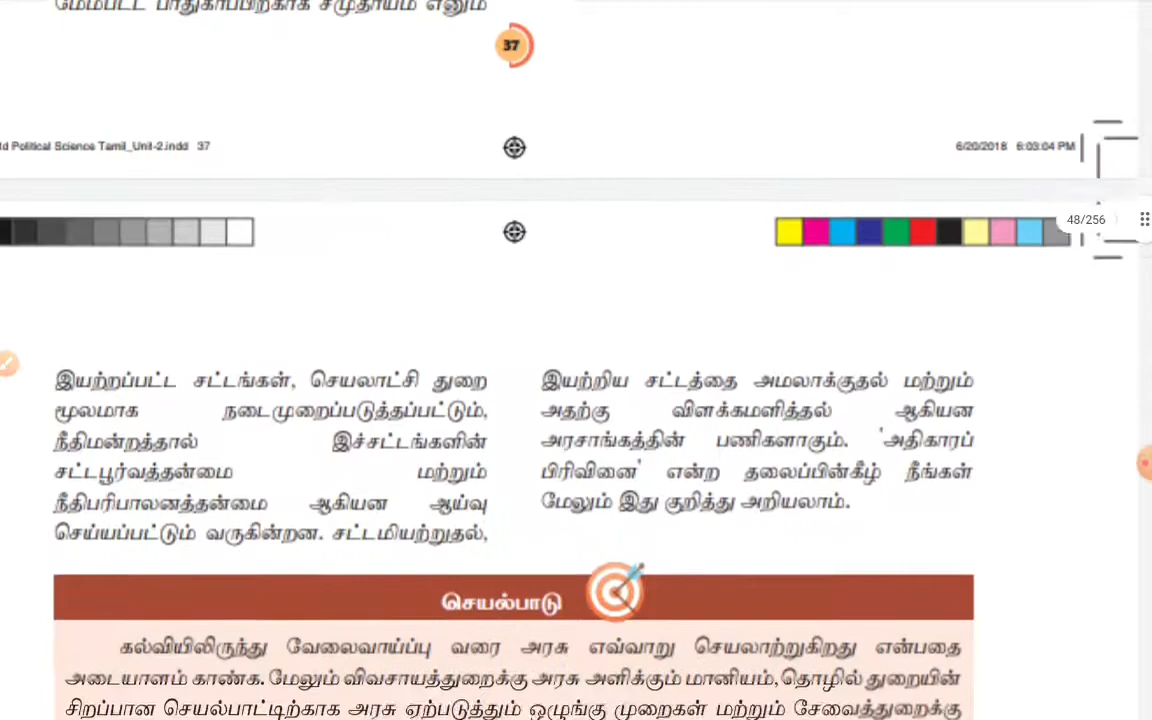 மேம்பட்ட பாதுகாப்பிற்காக சமுதாயம் எனும்
37
ld Political Science Tamil_Unit-2.indd 37
6/20/2018 6:03:04 PM
48/256
இயற்றப்பட்ட சட்டங்கள், செயலாட்சி துறை
மூலமாக நடைமுறைப்படுத்தப்பட்டும்,
நீதிமன்றத்தால் இச்சட்டங்களின்
சட்டபூர்வத்தன்மை மற்றும்
நீதிபரிபாலனத்தன்மை ஆகியன ஆய்வு
செய்யப்பட்டும் வருகின்றன. சட்டமியற்றுதல்,
இயற்றிய சட்டத்தை அமலாக்குதல் மற்றும்
அதற்கு விளக்கமளித்தல் ஆகியன
அரசாங்கத்தின் பணிகளாகும். 'அதிகாரப்
பிரிவினை' என்ற தலைப்பின்கீழ் நீங்கள்
மேலும் இது குறித்து அறியலாம்.
செயல்பாடு
கல்வியிலிருந்து வேலைவாய்ப்பு வரை அரசு எவ்வாறு செயலாற்றுகிறது என்பதை
அடையாளம் காண்க. மேலும் விவசாயத்துறைக்கு அரசு அளிக்கும் மானியம், தொழில் துறையின்
சிறப்பான செயல்பாட்டிற்காக அரசு ஏற்படுத்தும் ஒழுங்கு முறைகள் மற்றும் சேவைத்துறைக்கு